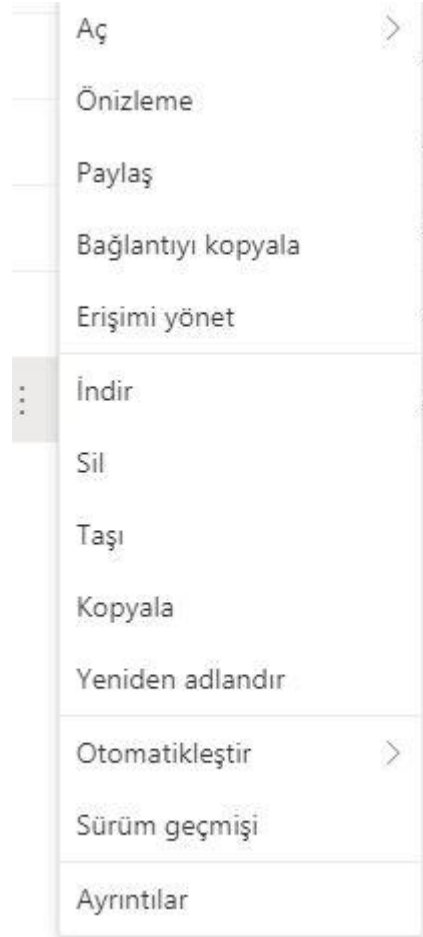 Aç
Önizleme
Paylaş
Bağlantıyı kopyala
Erişimi yönet
İndir
Sil
Taşı
Kopyala
Yeniden adlandır
Otomatikleştir
Sürüm geçmişi
Ayrıntılar